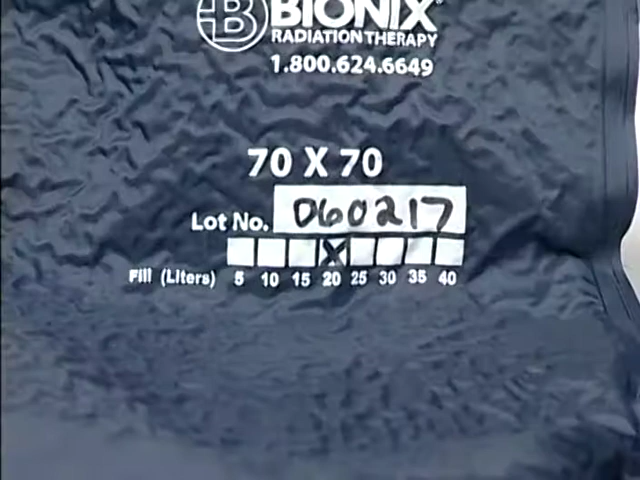 B BIONIX®
RADIATION THERAPY
1.800.624.6649
70 X 70
Lot No. D60217
X
Fill (Liters) 5 10 15 20 25 30 35 40